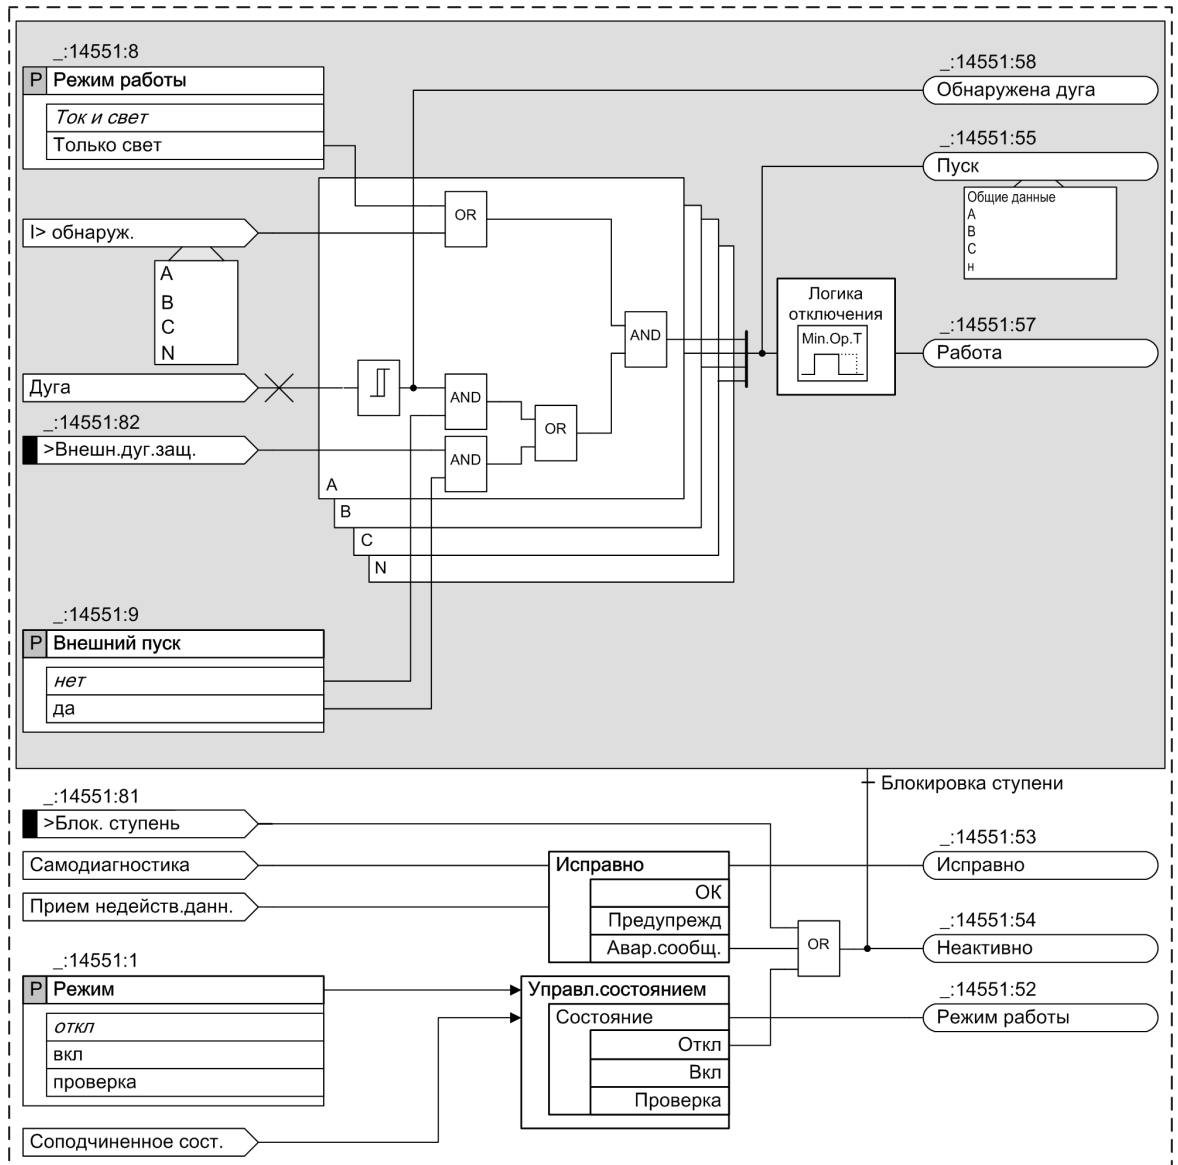 _:14551:8
P Режим работы
Ток и свет
Только свет
_:14551:58
Обнаружена дуга
_:14551:55
Пуск
Общие данные
A
B
C
н
I> обнаруж.
A
B
C
N
OR
AND
Логика
отключения
Min.Op.T
_:14551:57
Работа
Дуга
_:14551:82
>Внешн.дуг.защ.
AND
OR
AND
A
B
C
N
_:14551:9
P Внешний пуск
нет
да
Блокировка ступени
_:14551:81
>Блок. ступень
Самодиагностика
Прием недейств.данн.
Исправно
ОК
Предупрежд
Авар.сообщ.
OR
_:14551:53
Исправно
_:14551:54
Неактивно
_:14551:1
P Режим
откл
вкл
проверка
Управл.состоянием
Состояние
Откл
Вкл
Проверка
_:14551:52
Режим работы
Соподчиненное сост.